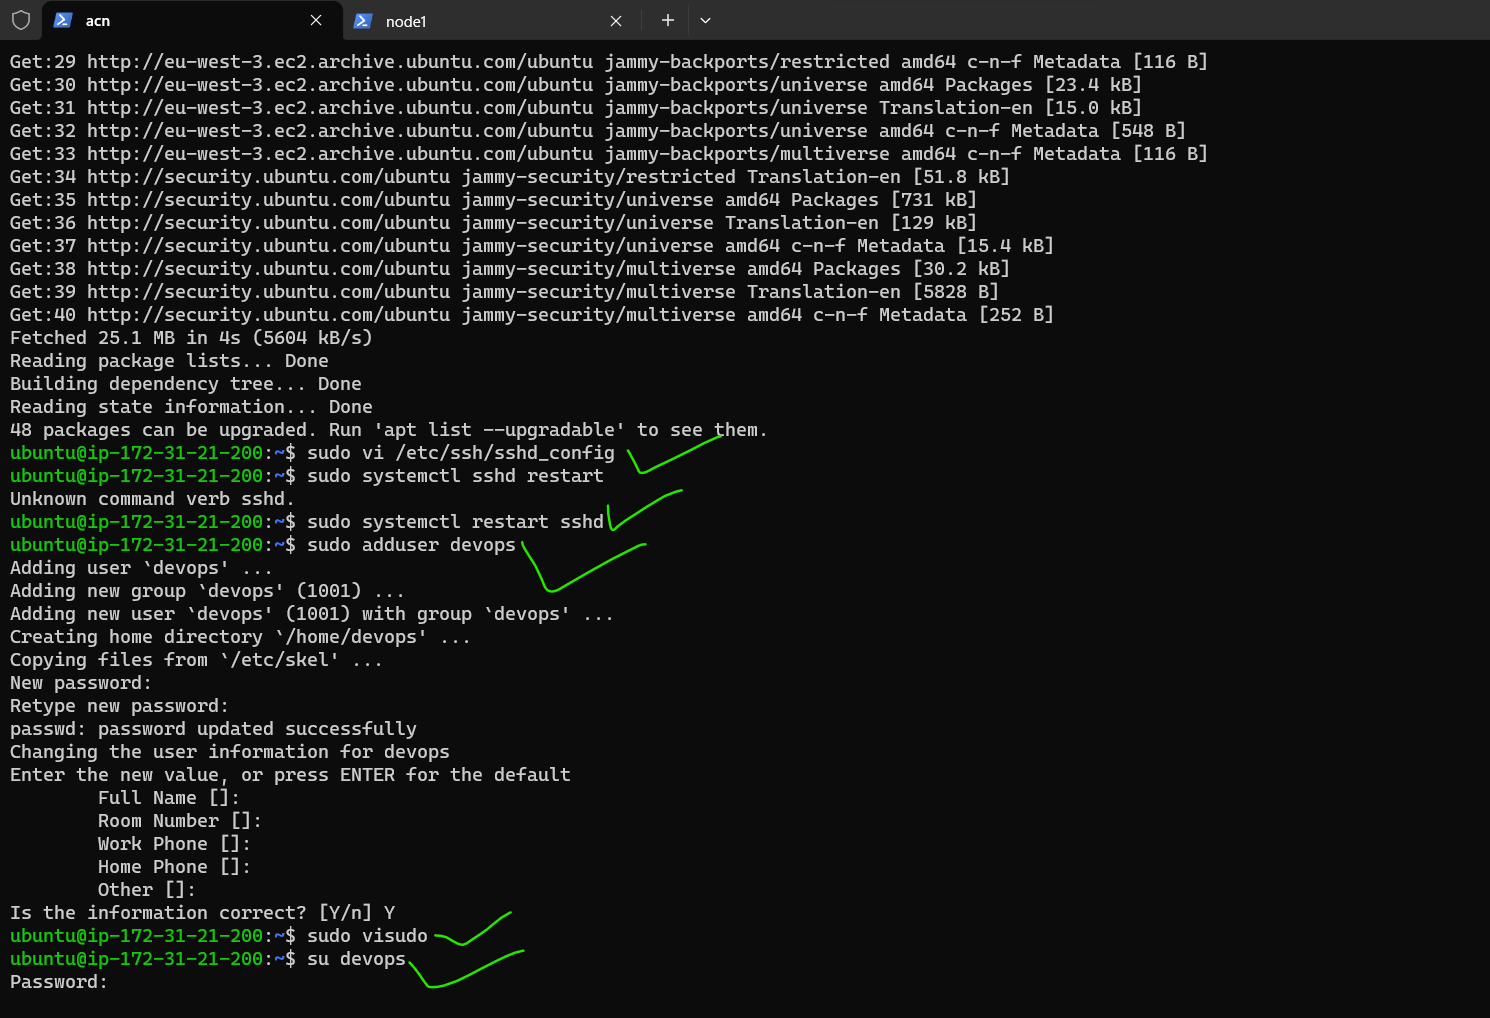 acn
node1
Get:29 http://eu-west-3.ec2.archive.ubuntu.com/ubuntu jammy-backports/restricted amd64 c-n-f Metadata [116 B]
Get:30 http://eu-west-3.ec2.archive.ubuntu.com/ubuntu jammy-backports/universe amd64 Packages [23.4 kB]
Get:31 http://eu-west-3.ec2.archive.ubuntu.com/ubuntu jammy-backports/universe Translation-en [15.0 kB]
Get:32 http://eu-west-3.ec2.archive.ubuntu.com/ubuntu jammy-backports/universe amd64 c-n-f Metadata [548 B]
Get:33 http://eu-west-3.ec2.archive.ubuntu.com/ubuntu jammy-backports/multiverse amd64 c-n-f Metadata [116 B]
Get:34 http://security.ubuntu.com/ubuntu jammy-security/restricted Translation-en [51.8 kB]
Get:35 http://security.ubuntu.com/ubuntu jammy-security/universe amd64 Packages [731 kB]
Get:36 http://security.ubuntu.com/ubuntu jammy-security/universe Translation-en [129 kB]
Get:37 http://security.ubuntu.com/ubuntu jammy-security/universe amd64 c-n-f Metadata [15.4 kB]
Get:38 http://security.ubuntu.com/ubuntu jammy-security/multiverse amd64 Packages [30.2 kB]
Get:39 http://security.ubuntu.com/ubuntu jammy-security/multiverse Translation-en [5828 B]
Get:40 http://security.ubuntu.com/ubuntu jammy-security/multiverse amd64 c-n-f Metadata [252 B]
Fetched 25.1 MB in 4s (5604 kB/s)
Reading package lists... Done
Building dependency tree... Done
Reading state information... Done
48 packages can be upgraded. Run 'apt list --upgradable' to see them.
ubuntu@ip-172-31-21-200:~$ sudo vi /etc/ssh/sshd_config
ubuntu@ip-172-31-21-200:~$ sudo systemctl sshd restart
Unknown command verb sshd.
ubuntu@ip-172-31-21-200:~$ sudo systemctl restart sshd
ubuntu@ip-172-31-21-200:~$ sudo adduser devops
Adding user `devops' ...
Adding new group `devops' (1001) ...
Adding new user `devops' (1001) with group `devops' ...
Creating home directory `/home/devops' ...
Copying files from `/etc/skel' ...
New password:
Retype new password:
passwd: password updated successfully
Changing the user information for devops
Enter the new value, or press ENTER for the default
Full Name []:
Room Number []:
Work Phone []:
Home Phone []:
Other []:
Is the information correct? [Y/n] Y
ubuntu@ip-172-31-21-200:~$ sudo visudo
ubuntu@ip-172-31-21-200:~$ su devops
Password: